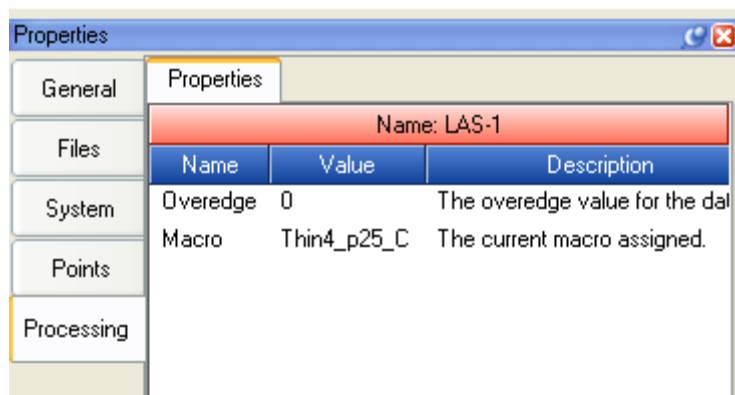 Properties
General
Files
System
Points
Processing
Properties
Name: LAS-1
Name Value Description
Overedge 0 The overedge value for the
Macro Thin4_p25_C The current macro assigned.